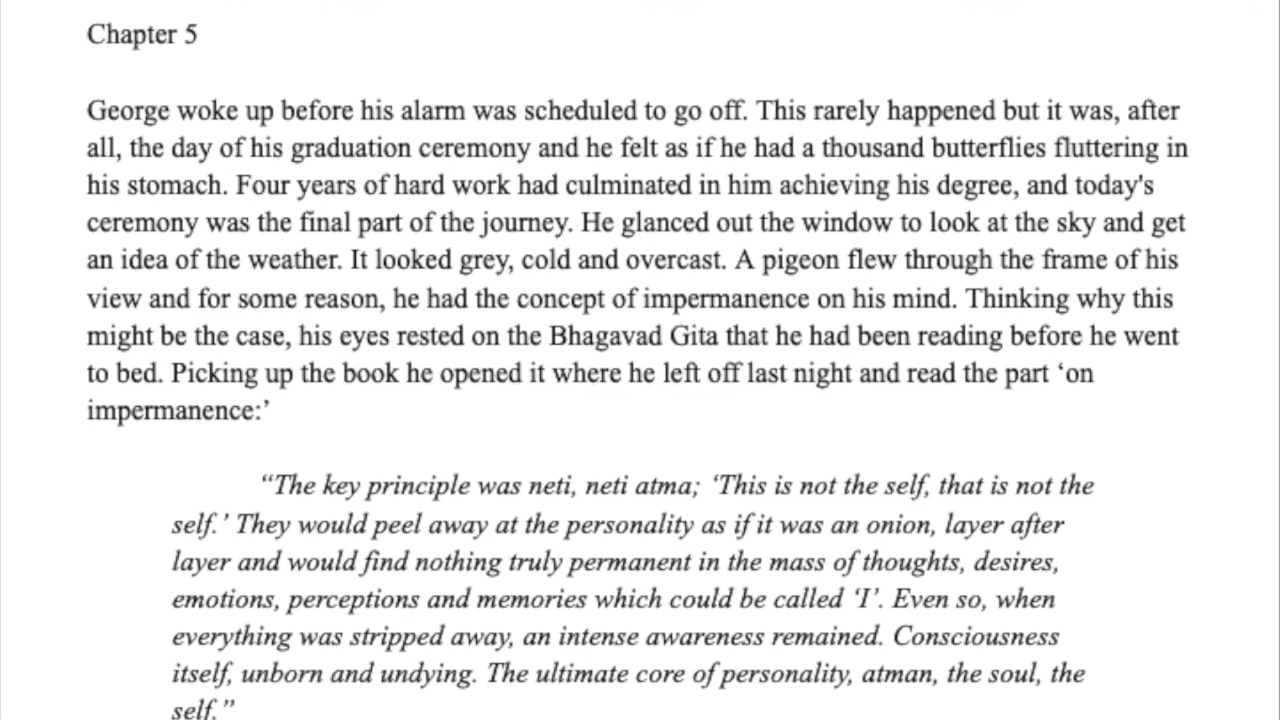 Chapter 5
George woke up before his alarm was scheduled to go off. This rarely happened but it was, after
all, the day of his graduation ceremony and he felt as if he had a thousand butterflies fluttering in
his stomach. Four years of hard work had culminated in him achieving his degree, and today's
ceremony was the final part of the journey. He glanced out the window to look at the sky and get
an idea of the weather. It looked grey, cold and overcast. A pigeon flew through the frame of his
view and for some reason, he had the concept of impermanence on his mind. Thinking why this
might be the case, his eyes rested on the Bhagavad Gita that he had been reading before he went
to bed. Picking up the book he opened it where he left off last night and read the part ‘on
impermanence:’
“The key principle was neti, neti atma; ‘This is not the self, that is not the
self.’ They would peel away at the personality as if it was an onion, layer after
layer and would find nothing truly permanent in the mass of thoughts, desires,
emotions, perceptions and memories which could be called ‘I’. Even so, when
everything was stripped away, an intense awareness remained. Consciousness
itself, unborn and undying. The ultimate core of personality, atman, the soul, the
self.”